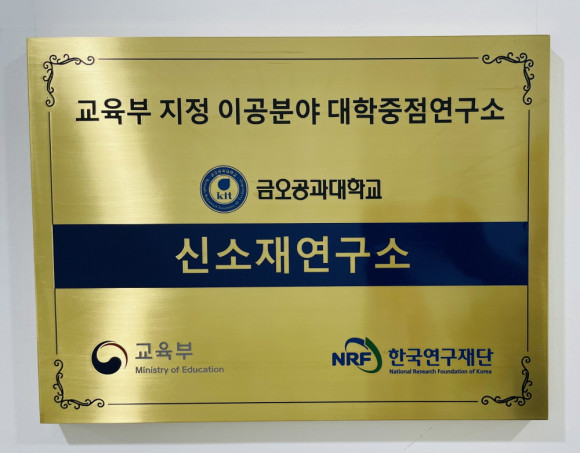 교육부 지정 이공분야 대학중점연구소
kit 금오공과대학교
신소재연구소
교육부
Ministry of Education
NRF 한국연구재단
National Research Foundation of Korea